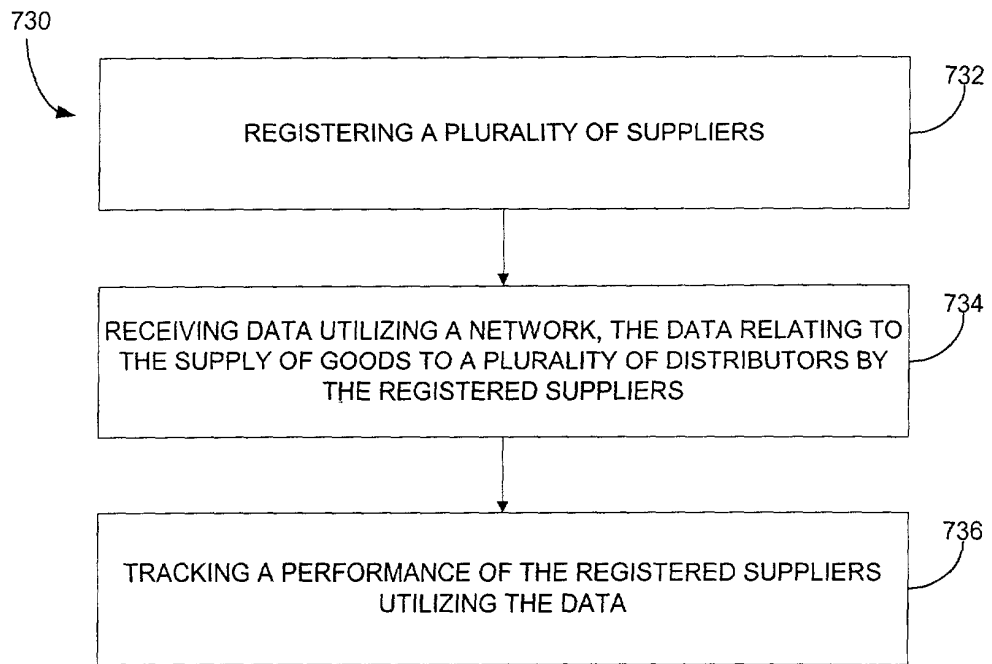 730
732
REGISTERING A PLURALITY OF SUPPLIERS
734
RECEIVING DATA UTILIZING A NETWORK, THE DATA RELATING TO
THE SUPPLY OF GOODS TO A PLURALITY OF DISTRIBUTORS BY
THE REGISTERED SUPPLIERS
736
TRACKING A PERFORMANCE OF THE REGISTERED SUPPLIERS
UTILIZING THE DATA